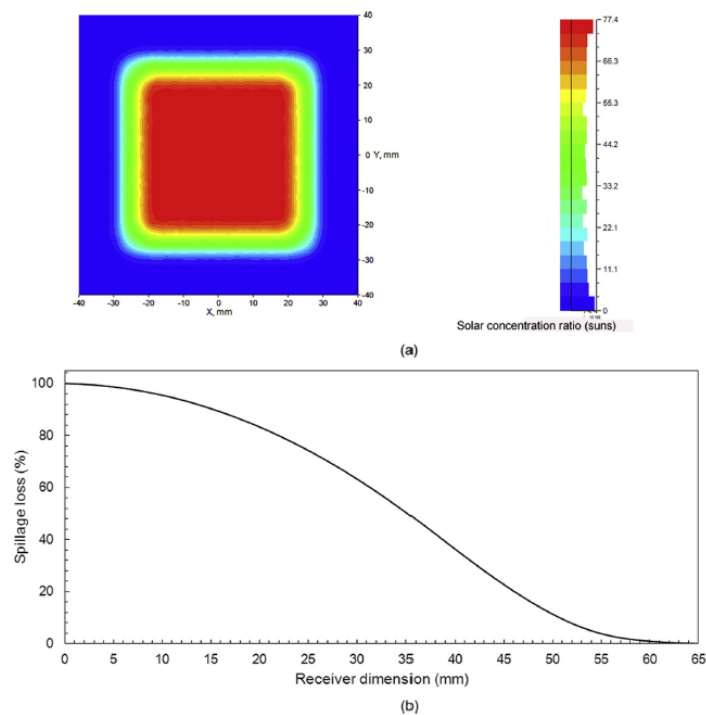 40
30
20
10
0 Y, mm
-10
-20
-30
-40
-40 -30 -20 -10 0 10 20 30 40
X, mm
77.4
66.3
55.3
44.2
33.2
22.1
11.1
0
Solar concentration ratio (suns)
(a)
100
80
60
40
20
0
Spillage loss (%)
0 5 10 15 20 25 30 35 40 45 50 55 60 65
Receiver dimension (mm)
(b)